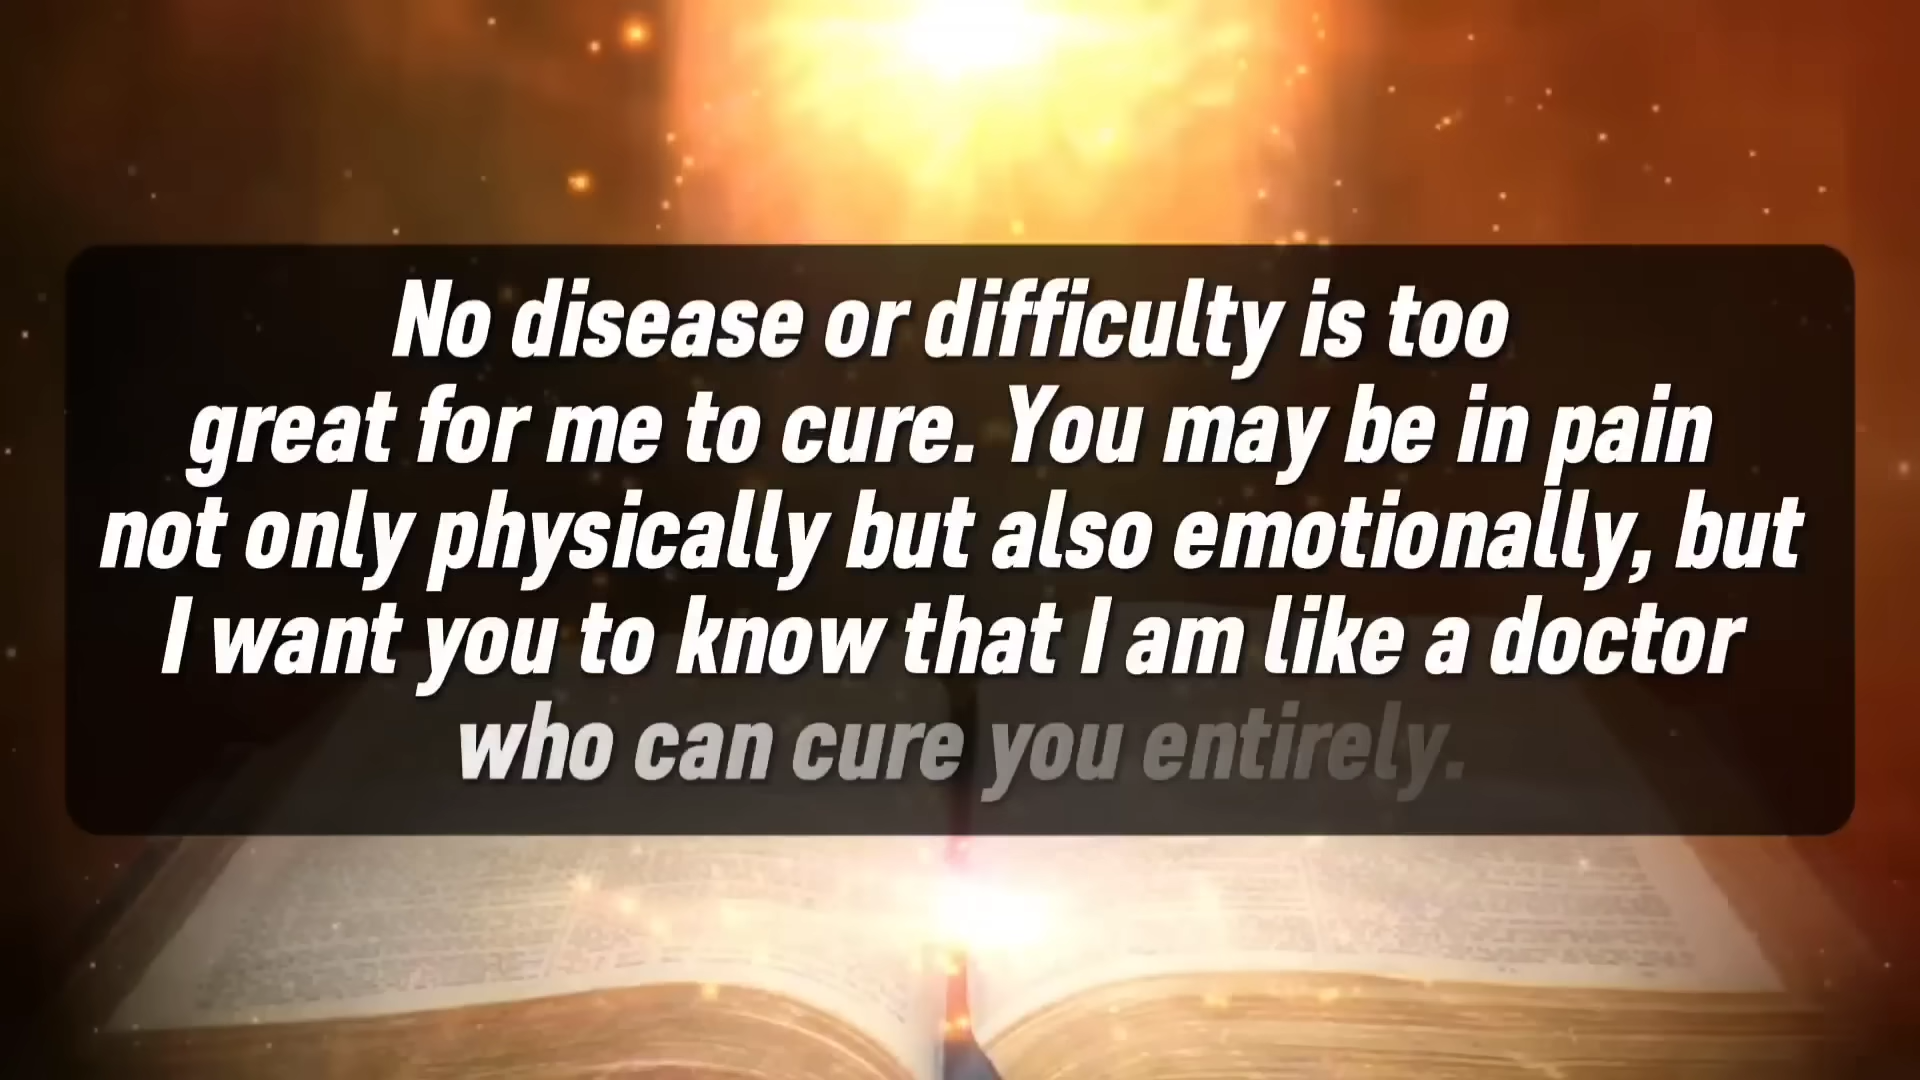 No disease or difficulty is too
great for me to cure. You may be in pain
not only physically but also emotionally, but
I want you to know that I am like a doctor
who can cure you entirely.